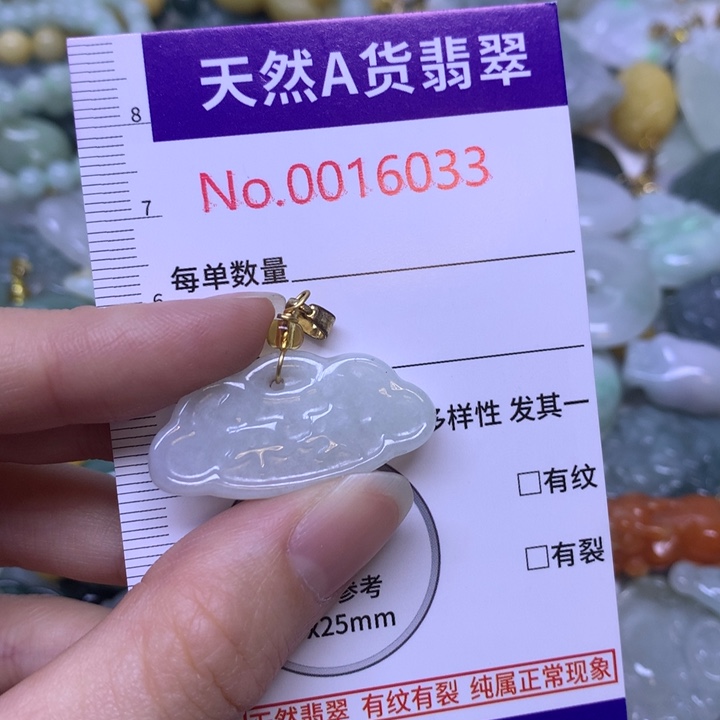 天然A货翡翠
8
No.0016033
7
每单数量
6
多样性 发其一
□有纹
□有裂
参考
x25mm
天然翡翠 有纹有裂 纯属正常现象